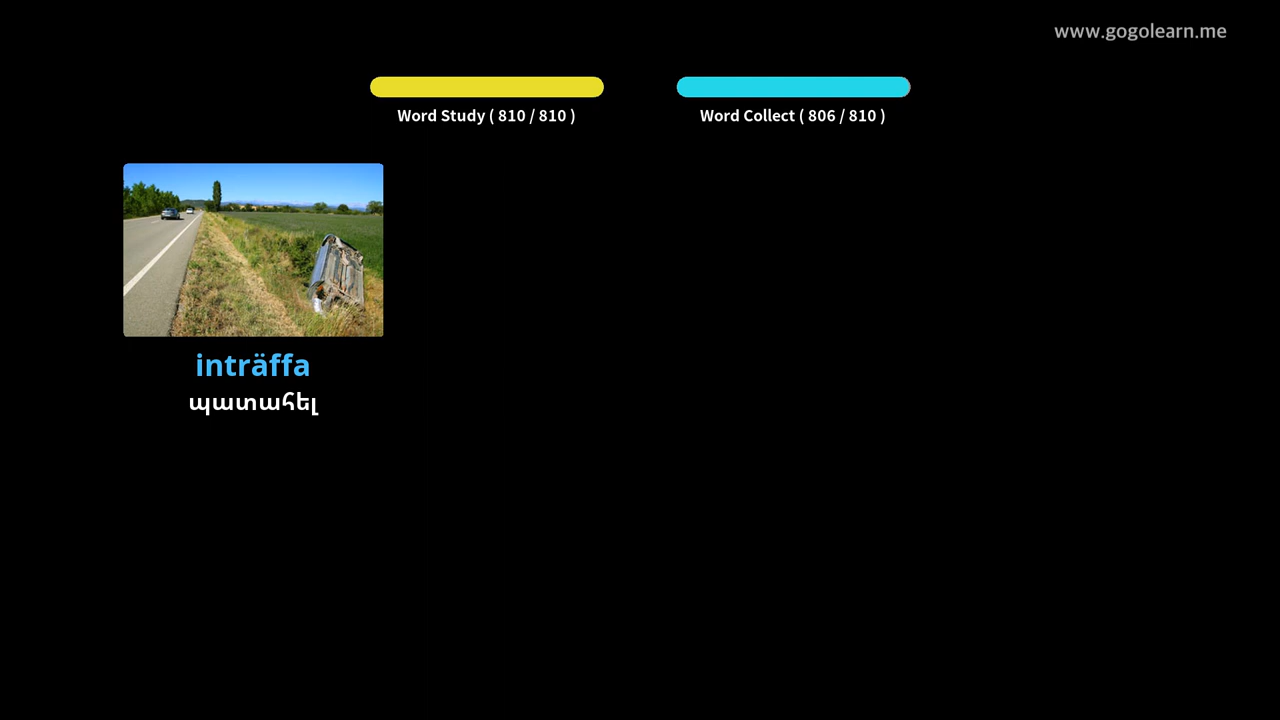 www.gogolearn.me
Word Study ( 810 / 810 )
Word Collect ( 806 / 810 )
inträffa
պատահել